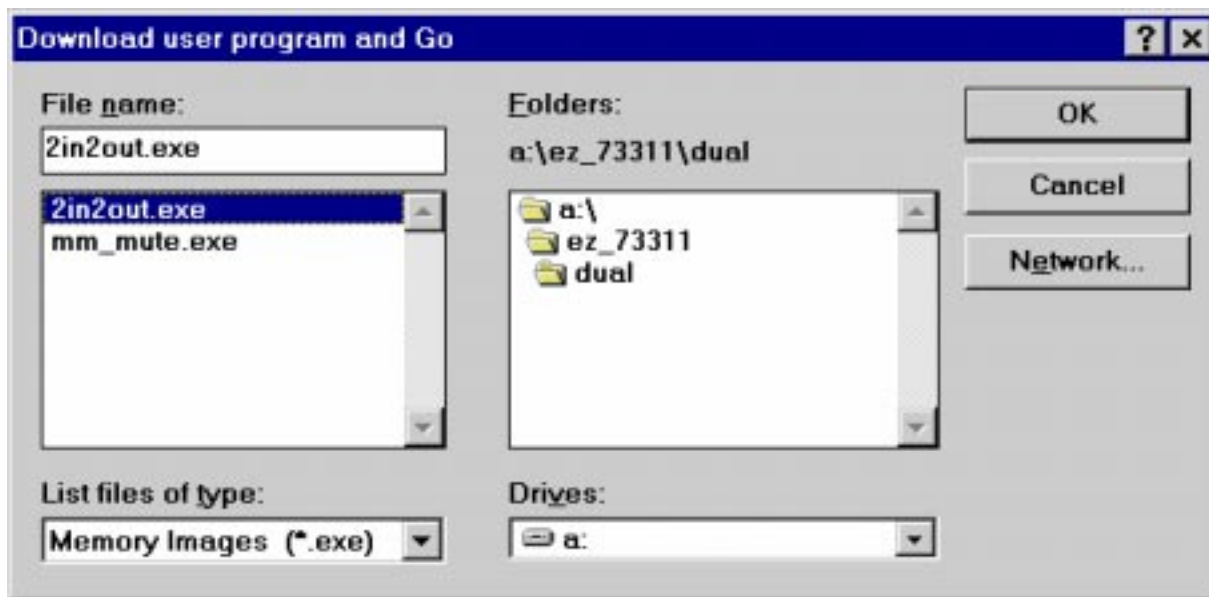 Download user program and Go
File name:
2in2out.exe
2in2out.exe
mm_mute.exe
List files of type:
Memory Images (*.exe)
Folders:
a:\ez_73311\dual
a:\
ez_73311
dual
Drives:
a:
OK
Cancel
Network...